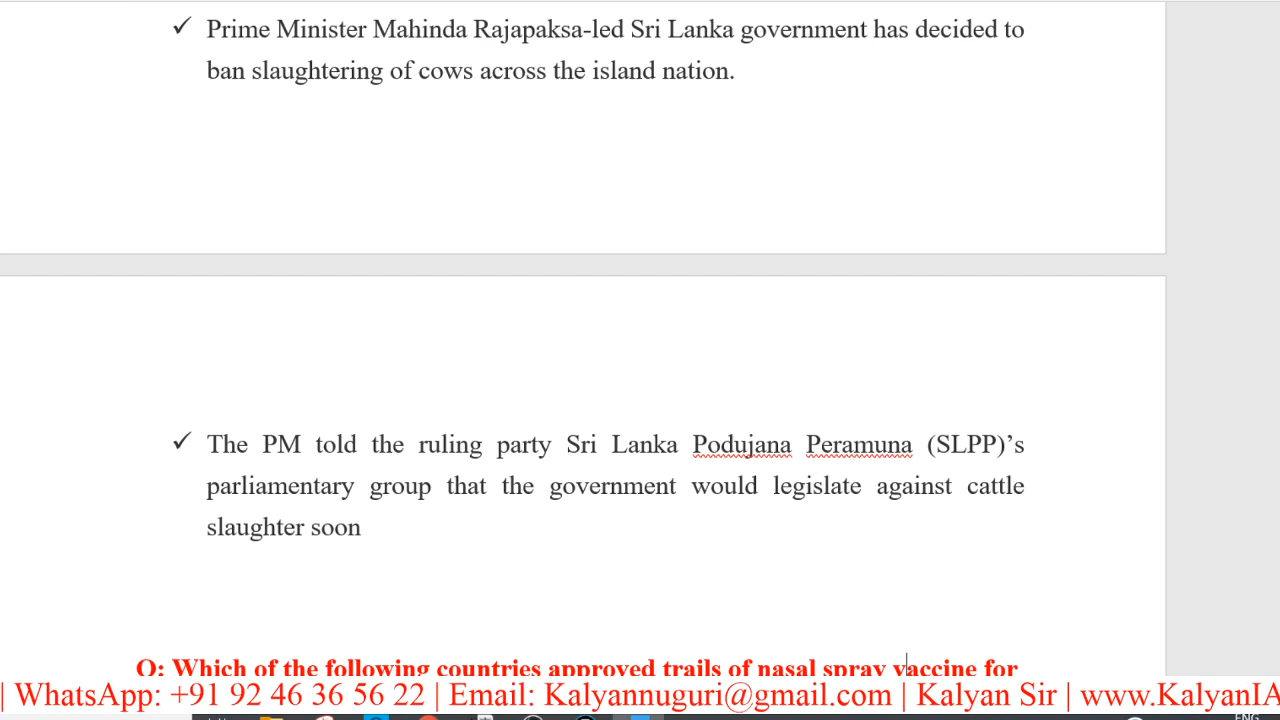 ✓ Prime Minister Mahinda Rajapaksa-led Sri Lanka government has decided to
ban slaughtering of cows across the island nation.
✓ The PM told the ruling party Sri Lanka Podujana Peramuna (SLPP)’s
parliamentary group that the government would legislate against cattle
slaughter soon
Q: Which of the following countries approved trails of nasal spray vaccine for
| WhatsApp: +91 92 46 36 56 22 | Email: Kalyannuguri@gmail.com | Kalyan Sir | www.KalyanIA
ENG